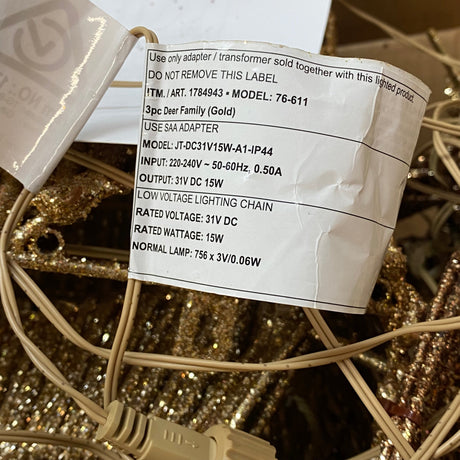 Use only adapter / transformer sold together with this lighted product.
DO NOT REMOVE THIS LABEL
ITM. / ART. 1784943 • MODEL: 76-611
3pc Deer Family (Gold)
USE SAA ADAPTER
MODEL: JT-DC31V15W-A1-IP44
INPUT: 220-240V ~ 50-60Hz, 0.50A
OUTPUT: 31V DC 15W
LOW VOLTAGE LIGHTING CHAIN
RATED VOLTAGE: 31V DC
RATED WATTAGE: 15W
NORMAL LAMP: 756 x 3V/0.06W